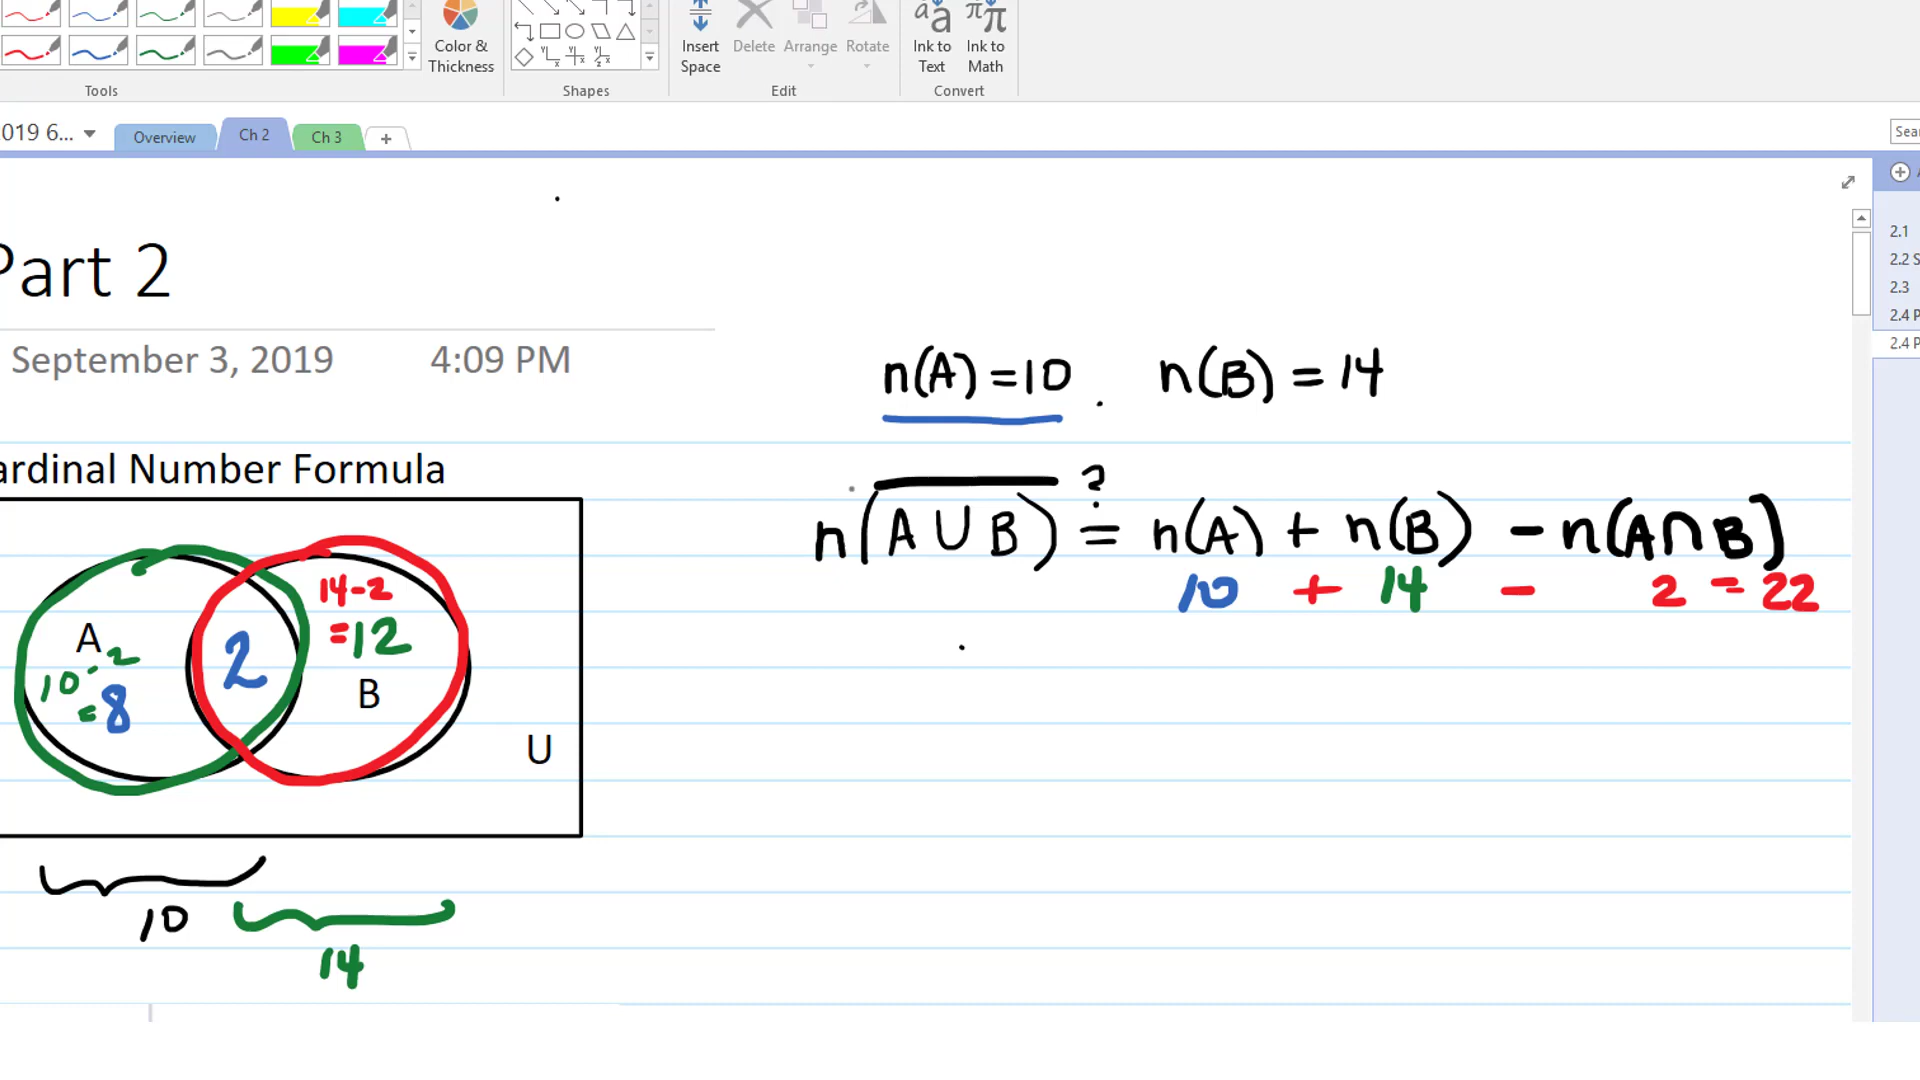 Color & Thickness
Insert Space
Delete
Arrange
Rotate
Ink to Text
Ink to Math
Tools
Shapes
Edit
Convert
019 6...
Overview
Ch 2
Ch 3
+
Sea
Part 2
2.1
2.2 S
2.3
2.4 P
2.4 P
September 3, 2019 4:09 PM
n(A) = 10 n(B) = 14
ardinal Number Formula
n(A ∪ B) ≟ n(A) + n(B) - n(A ∩ B)
10 + 14 - 2 = 22
14-2
=12
A
10-2
=8
2
B
U
10
14